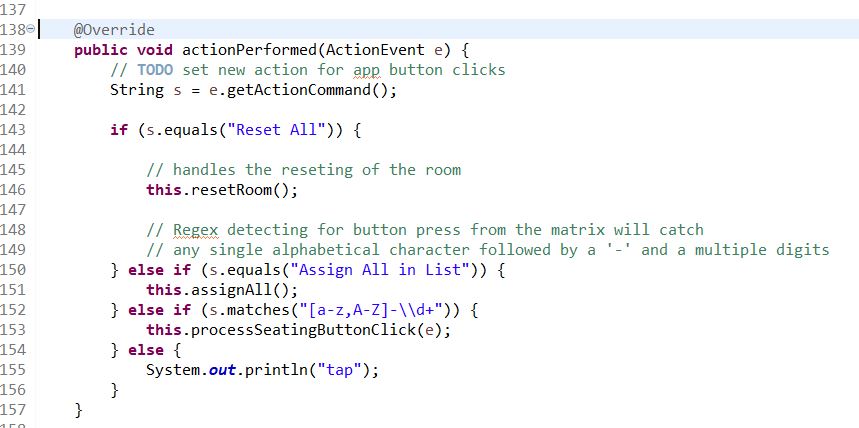 137
138 @Override
139 public void actionPerformed(ActionEvent e) {
140 // TODO set new action for app button clicks
141 String s = e.getActionCommand();
142
143 if (s.equals("Reset All")) {
144
145 // handles the reseting of the room
146 this.resetRoom();
147
148 // Regex detecting for button press from the matrix will catch
149 // any single alphabetical character followed by a '-' and a multiple digits
150 } else if (s.equals("Assign All in List")) {
151 this.assignAll();
152 } else if (s.matches("[a-z,A-Z]-\\d+")) {
153 this.processSeatingButtonClick(e);
154 } else {
155 System.out.println("tap");
156 }
157 }